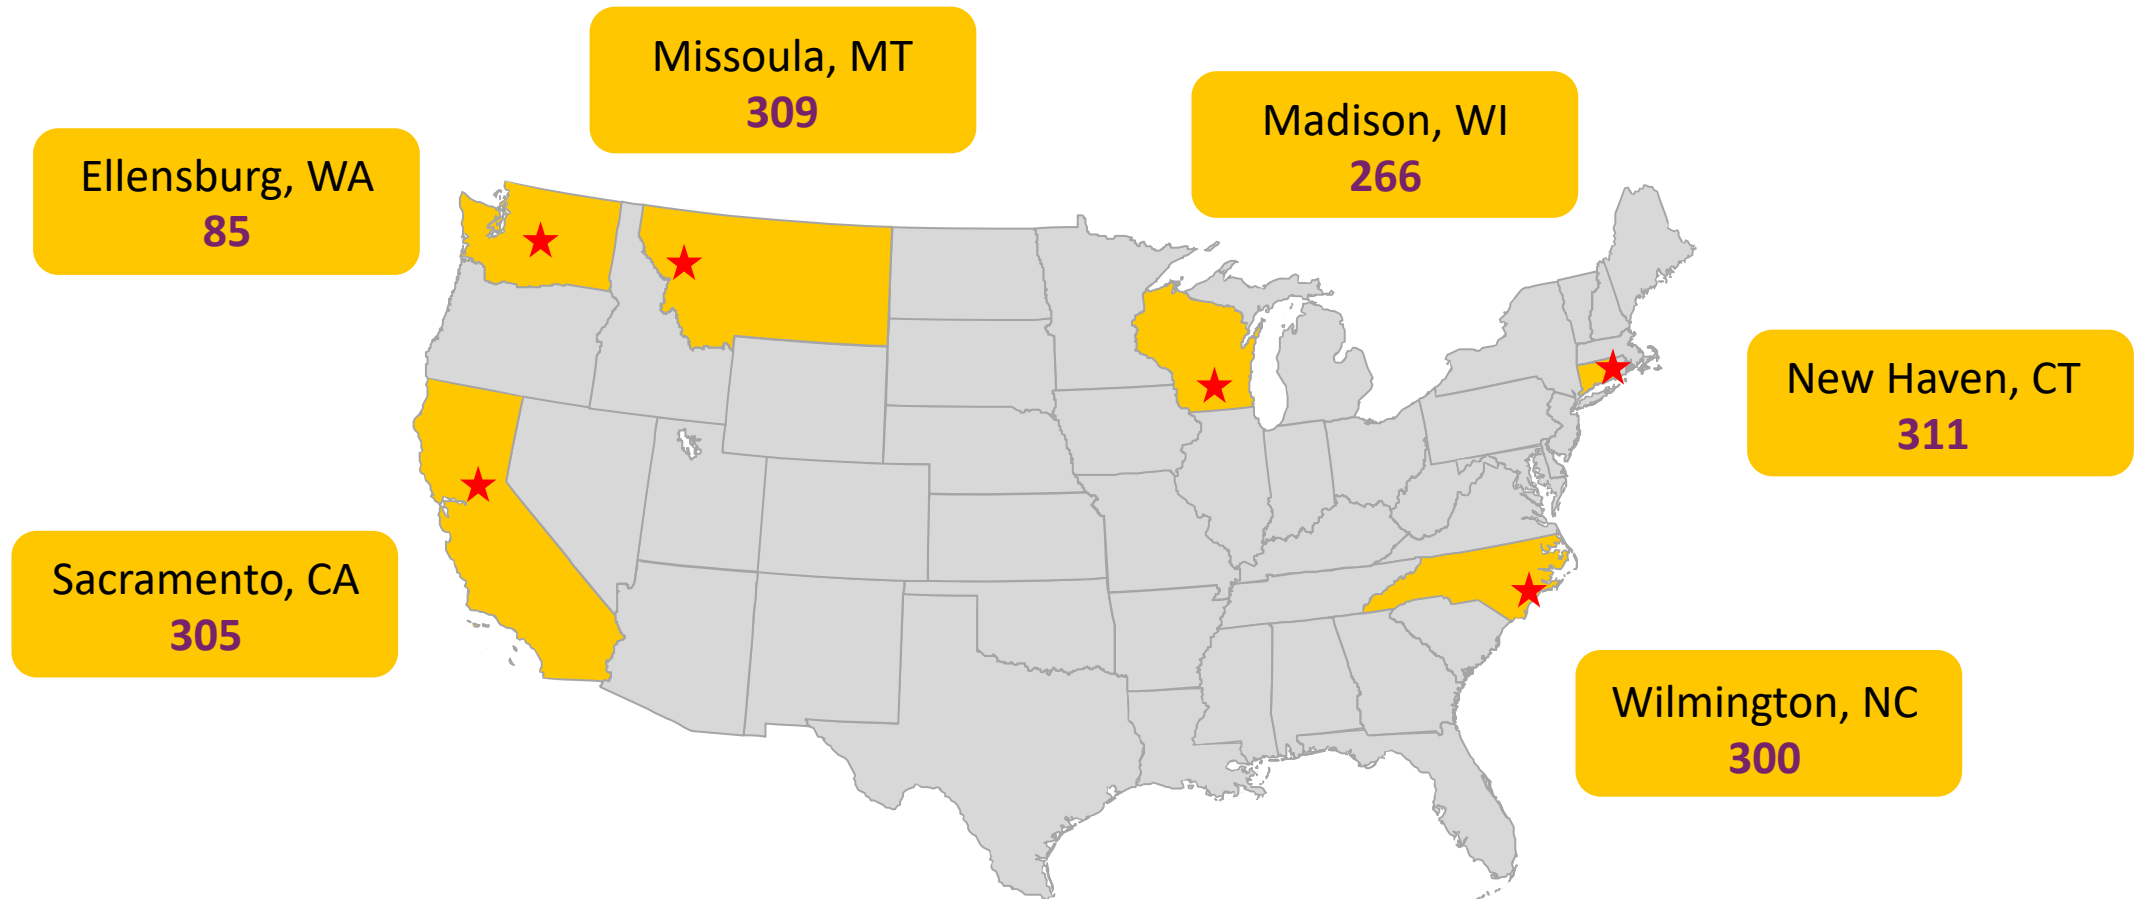 Missoula, MT
309
Madison, WI
266
Ellensburg, WA
85
New Haven, CT
311
Sacramento, CA
305
Wilmington, NC
300